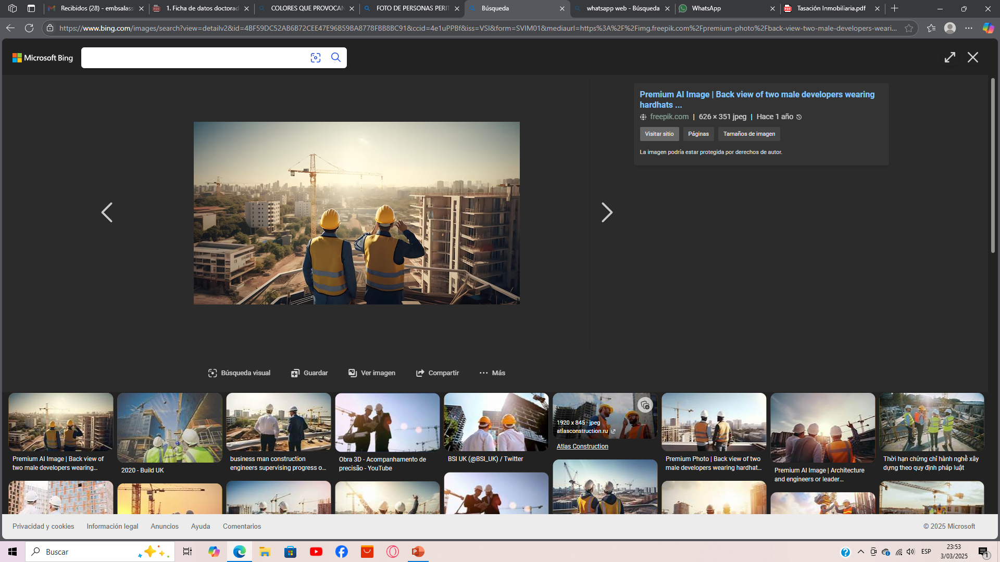 Recibidos (28) - embsalass
1. Ficha de datos doctorad
COLORES QUE PROVOCAN
FOTO DE PERSONAS PERIT
Búsqueda
whatsapp web - Búsqueda
WhatsApp
Tasación Inmobiliaria.pdf
https://www.bing.com/images/search?view=detailv2&id=4BF59DC52AB6B72CEE47E96B59BA8778FBB8BC91&ccid=4e1uPPBf&iss=VSI&form=SVIM01&mediaurl=https%3A%2F%2Fimg.freepik.com%2Fpremium-photo%2Fback-view-two-male-developers-weari...
Microsoft Bing
Premium AI Image | Back view of two male developers wearing
hardhats ...
freepik.com | 626 × 351 jpeg | Hace 1 año
Visitar sitio
Páginas
Tamaños de imagen
La imagen podría estar protegida por derechos de autor.
Búsqueda visual
Guardar
Ver imagen
Compartir
Más
Premium AI Image | Back view of
two male developers wearing...
2020 - Build UK
business man construction
engineers supervising progress o...
Obra 3D - Acompanhamento de
precisão - YouTube
BSI UK (@BSI_UK) / Twitter
1920 x 845 · jpeg
atlasconstruction.ru
Atlas Construction
Premium Photo | Back view of two
male developers wearing hardhat...
Premium AI Image | Architecture
and engineers or leader...
Thời hạn chứng chỉ hành nghề xây
dựng theo quy định pháp luật
Privacidad y cookies
Información legal
Anuncios
Ayuda
Comentarios
© 2025 Microsoft
Buscar
ESP
23:53
3/03/2025
1